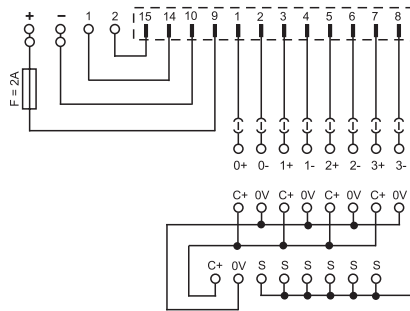 + − 1 2 15 14 10 9 1 2 3 4 5 6 7 8
F = 2A
0+ 0- 1+ 1- 2+ 2- 3+ 3-
C+ 0V C+ 0V C+ 0V C+ 0V
C+ 0V S S S S S S